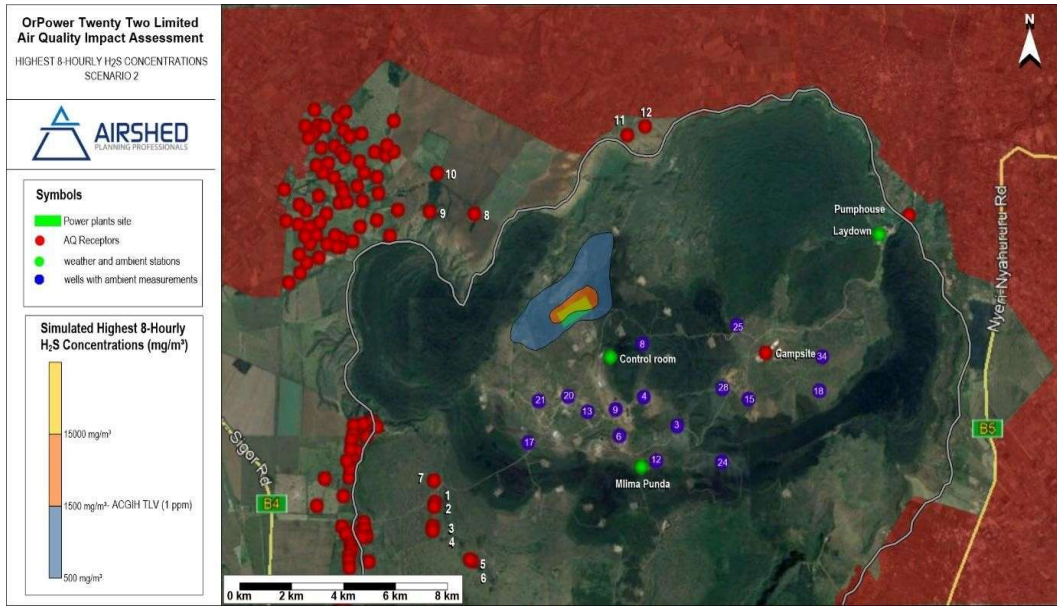 OrPower Twenty Two Limited
Air Quality Impact Assessment
HIGHEST 8-HOURLY H2S CONCENTRATIONS
SCENARIO 2
AIRSHED
PLANNING PROFESSIONALS
Symbols
Power plants site
AQ Receptors
weather and ambient stations
wells with ambient measurements
Simulated Highest 8-Hourly
H₂S Concentrations (mg/m³)
15000 mg/m³
1500 mg/m³- ACGIH TLV (1 ppm)
500 mg/m³
N
12
11
10
9
8
Pumphouse
Laydown
Nyeri-Nyahururu Rd
25
8
Control room
Campsite
34
28
18
20
4
21
15
9
13
3
6
17
12
24
B5
Mlima Punda
Sigor Rd
B4
7
1
2
3
4
5
6
0 km
2 km
4 km
6 km
8 km